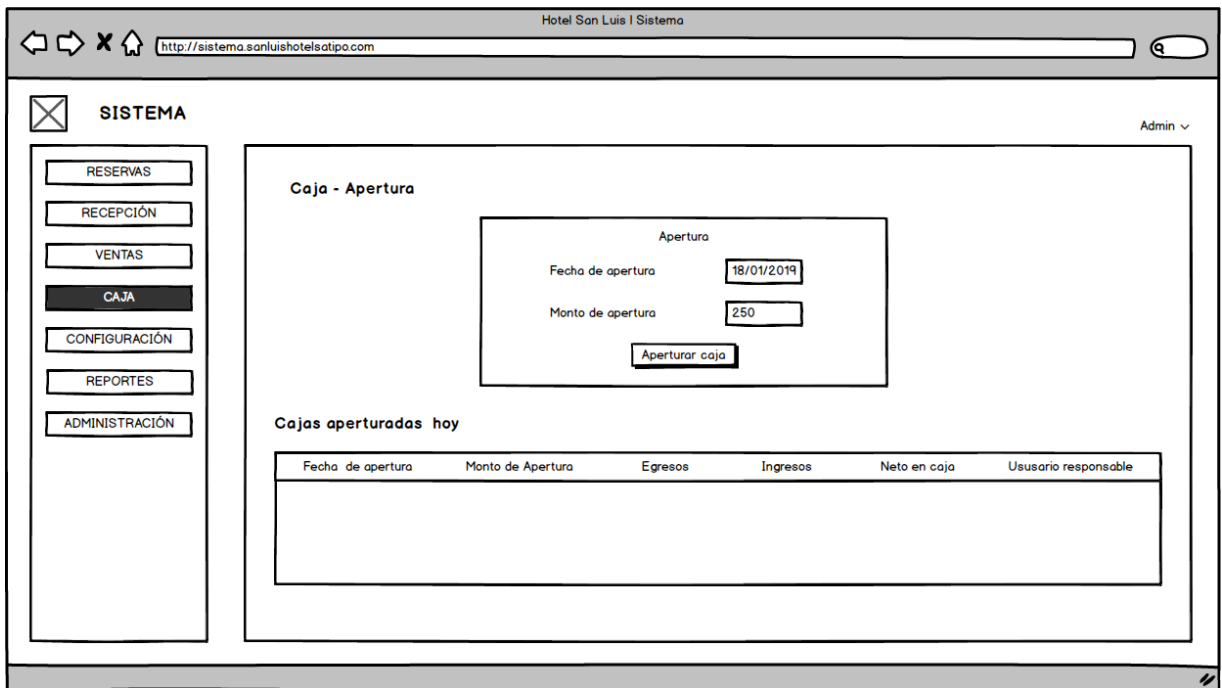 Hotel San Luis | Sistema
http://sistema.sanluishotelsatipo.com
SISTEMA
Admin
RESERVAS
RECEPCIÓN
VENTAS
CAJA
CONFIGURACIÓN
REPORTES
ADMINISTRACIÓN
Caja - Apertura
Apertura
Fecha de apertura 18/01/2019
Monto de apertura 250
Aperturar caja
Cajas aperturadas hoy
Fecha de apertura Monto de Apertura Egresos Ingresos Neto en caja Ususario responsable